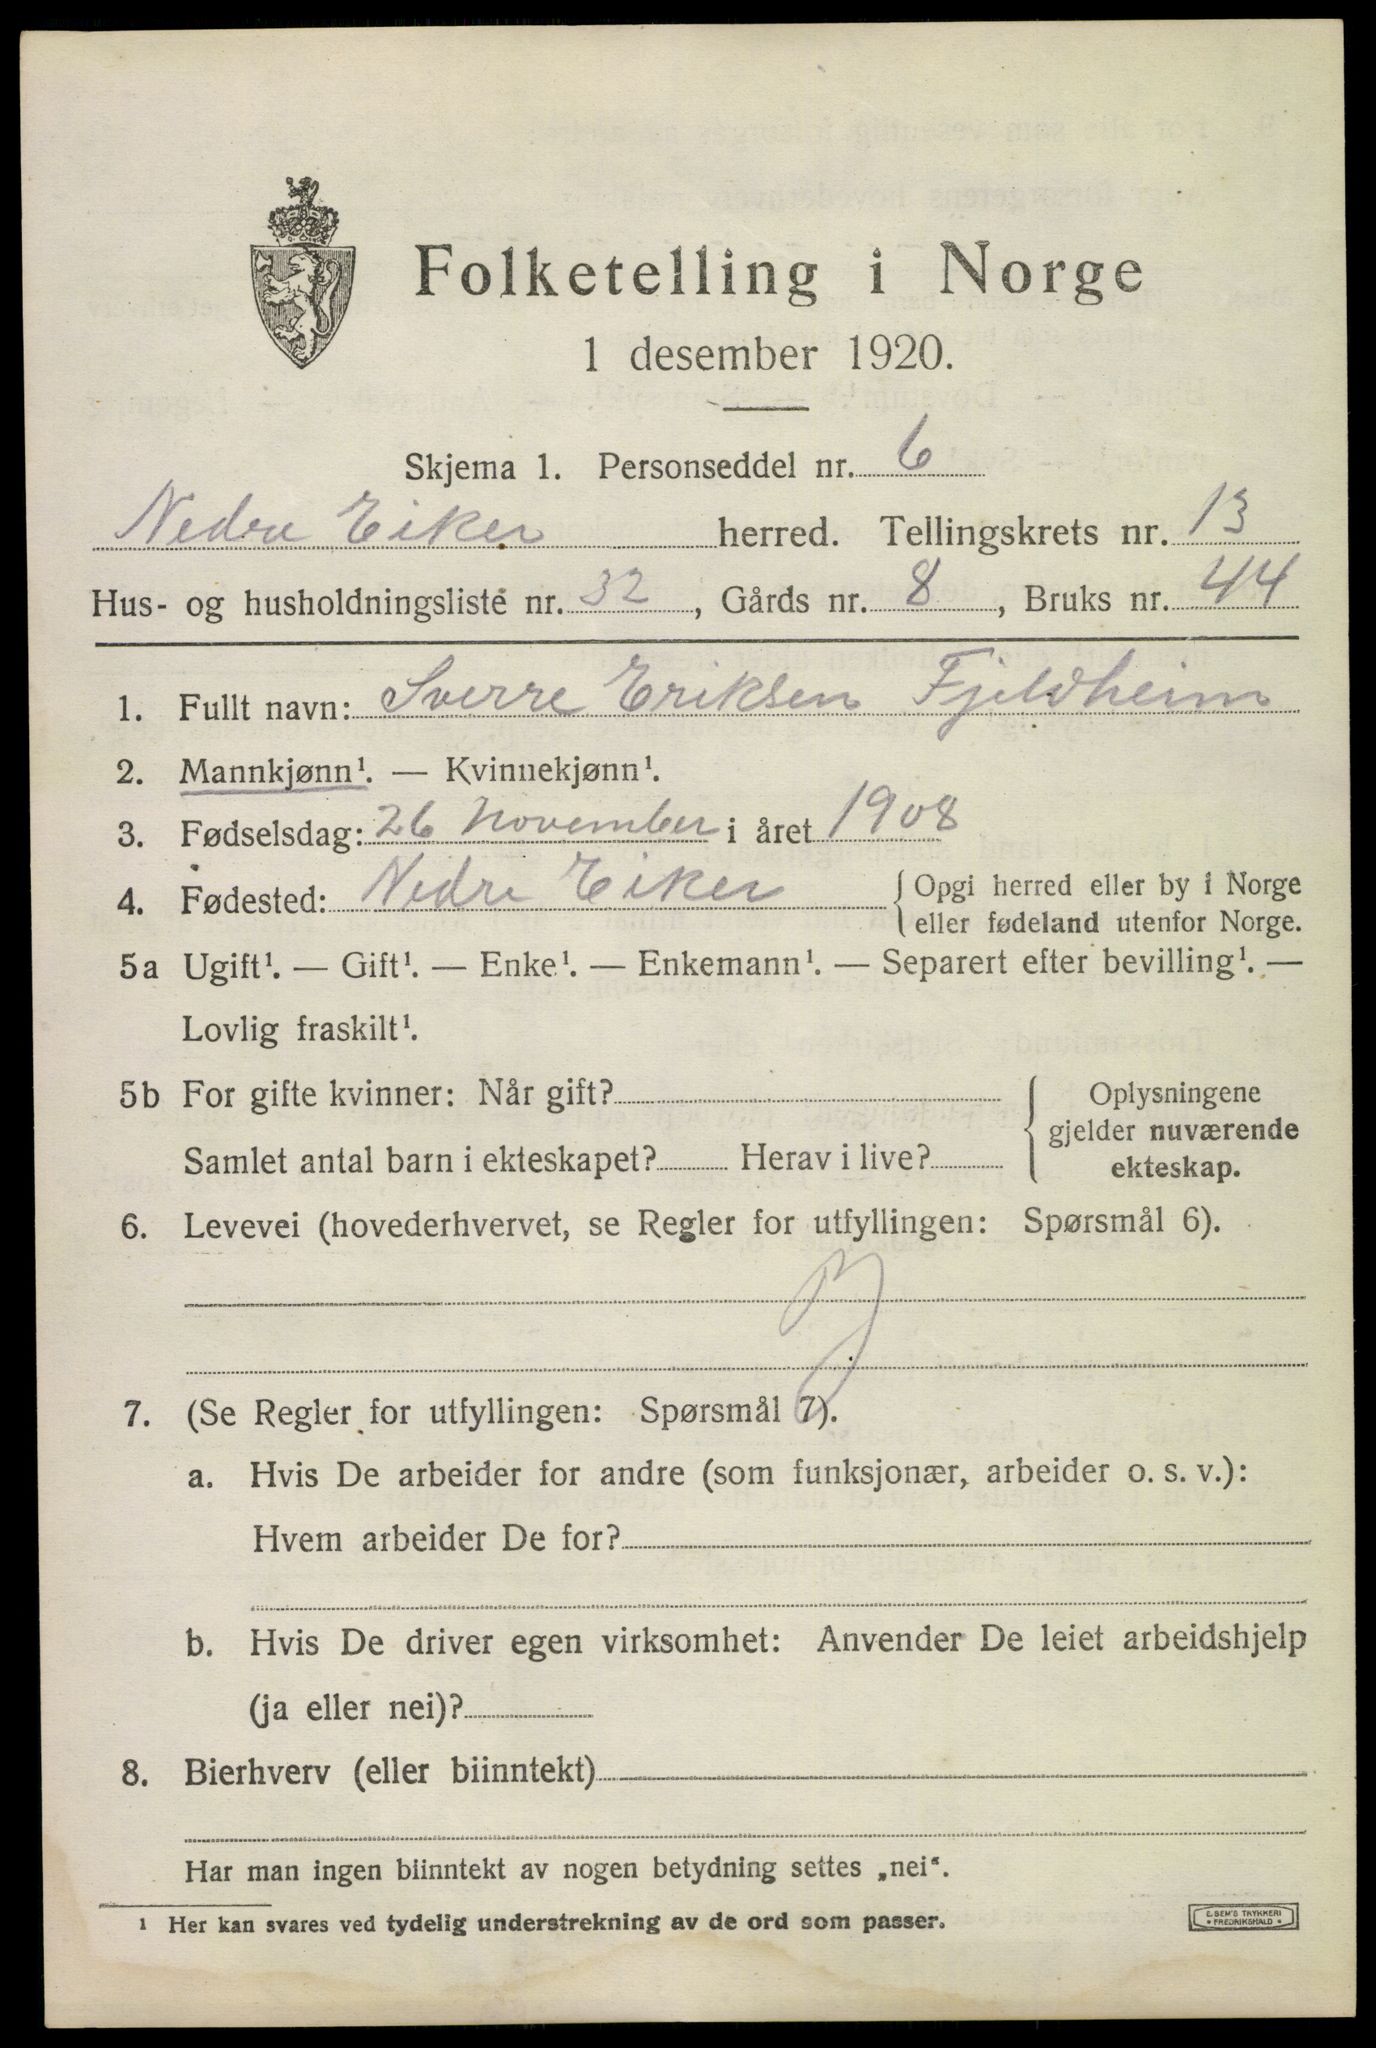 Folketelling i Norge
1 desember 1920.
Skjema 1. Personseddel nr. 6
Nedre Eiker herred. Tellingskrets nr. 13
Hus- og husholdningsliste nr. 32, Gårds nr. 8, Bruks nr. 44
1. Fullt navn: Sverre Eriksen Fjeldheim
2. Mannkjønn¹. — Kvinnekjønn¹.
3. Fødselsdag: 26 November i året 1908
4. Fødested: Nedre Eiker { Opgi herred eller by i Norge
eller fødeland utenfor Norge.
5a Ugift¹. — Gift¹. — Enke¹. — Enkemann¹. — Separert efter bevilling¹. —
Lovlig fraskilt¹.
5b For gifte kvinner: Når gift? { Oplysningene
gjelder nuværende
Samlet antal barn i ekteskapet? Herav i live? ekteskap.
6. Levevei (hovederhvervet, se Regler for utfyllingen: Spørsmål 6).
7. (Se Regler for utfyllingen: Spørsmål 7).
a. Hvis De arbeider for andre (som funksjonær, arbeider o. s. v.):
Hvem arbeider De for?
b. Hvis De driver egen virksomhet: Anvender De leiet arbeidshjelp
(ja eller nei)?
8. Bierhverv (eller biinntekt)
Har man ingen biinntekt av nogen betydning settes „nei“.
¹ Her kan svares ved tydelig understrekning av de ord som passer.
E. SEM'S TRYKKERI
• FREDRIKSHALD •